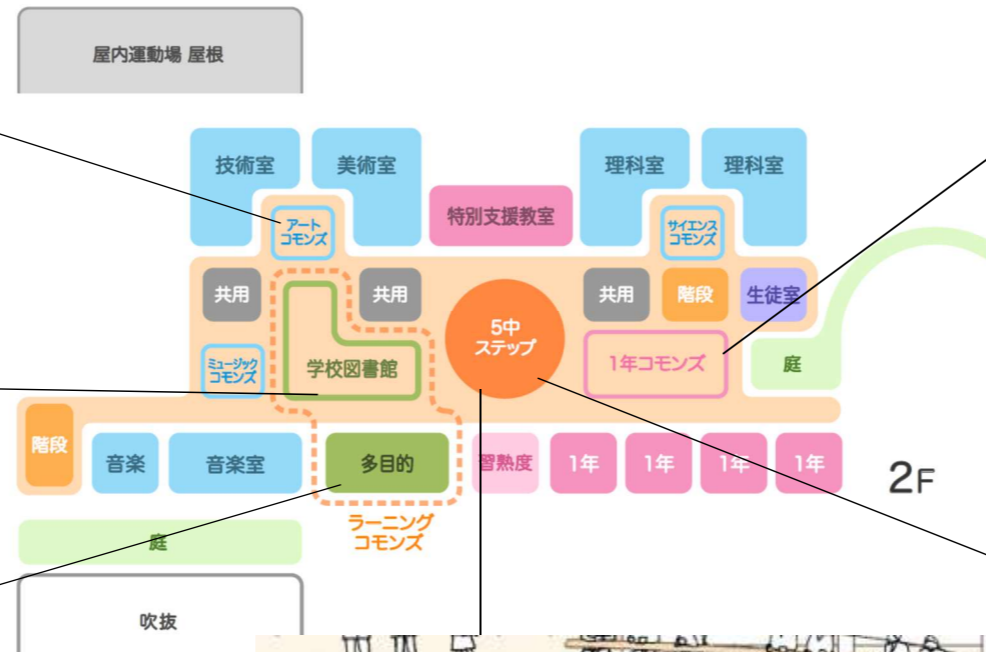 屋内運動場 屋根
技術室
美術室
理科室
理科室
特別支援教室
アート
コモンズ
サイエンス
コモンズ
共用
共用
共用
階段
生徒室
5中
ステップ
ミュージック
コモンズ
学校図書館
1年コモンズ
庭
階段
音楽
音楽室
多目的
習熟度
1年
1年
1年
1年
2F
ラーニング
コモンズ
庭
吹抜